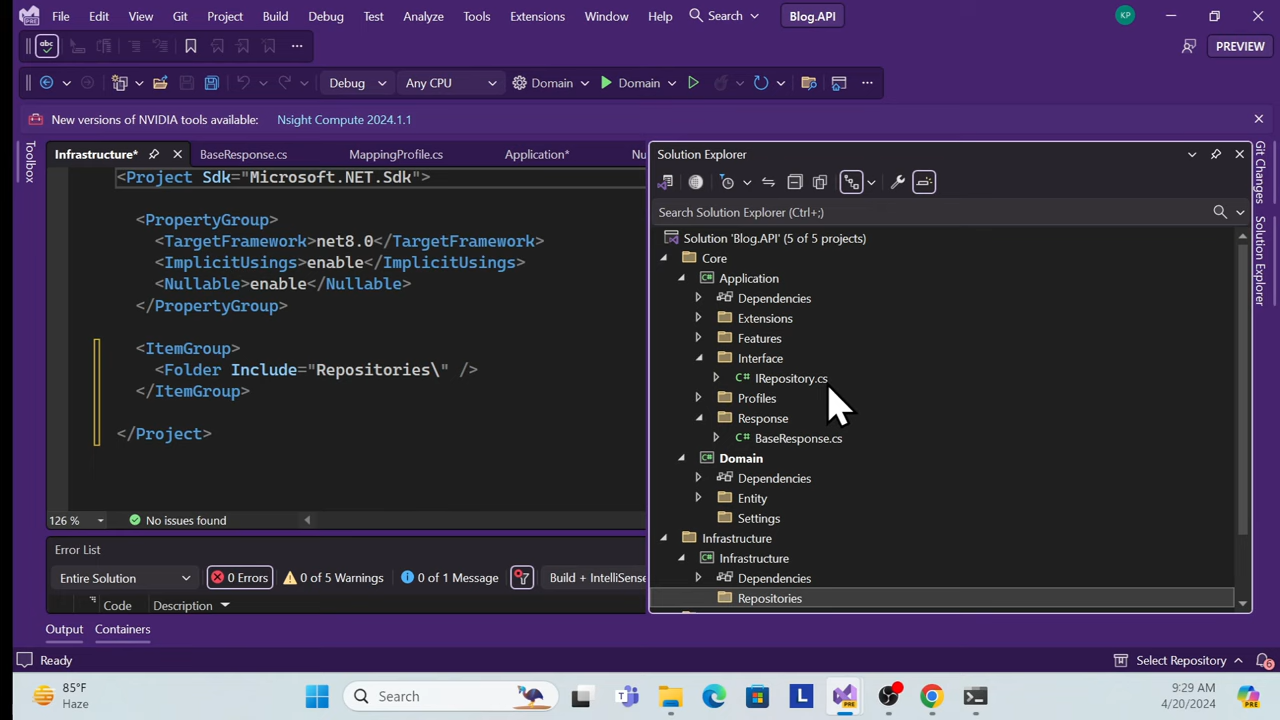 File Edit View Git Project Build Debug Test Analyze Tools Extensions Window Help Search Blog.API KP
PRE
abc
PREVIEW
Debug Any CPU Domain Domain
New versions of NVIDIA tools available: Nsight Compute 2024.1.1
Toolbox
Infrastructure* BaseResponse.cs MappingProfile.cs Application* Nu
<Project Sdk="Microsoft.NET.Sdk">
<PropertyGroup>
<TargetFramework>net8.0</TargetFramework>
<ImplicitUsings>enable</ImplicitUsings>
<Nullable>enable</Nullable>
</PropertyGroup>
<ItemGroup>
<Folder Include="Repositories\" />
</ItemGroup>
</Project>
126 % No issues found
Error List
Entire Solution 0 Errors 0 of 5 Warnings 0 of 1 Message Build + IntelliSense
Code Description
Solution Explorer
Search Solution Explorer (Ctrl+;)
Solution 'Blog.API' (5 of 5 projects)
Core
C# Application
Dependencies
Extensions
Features
Interface
C# IRepository.cs
Profiles
Response
C# BaseResponse.cs
C# Domain
Dependencies
Entity
Settings
Infrastructure
C# Infrastructure
Dependencies
Repositories
Git Changes
Solution Explorer
Output Containers
Ready Select Repository 6
85°F
Haze
Search
L
PRE
9:29 AM
4/20/2024
PRE